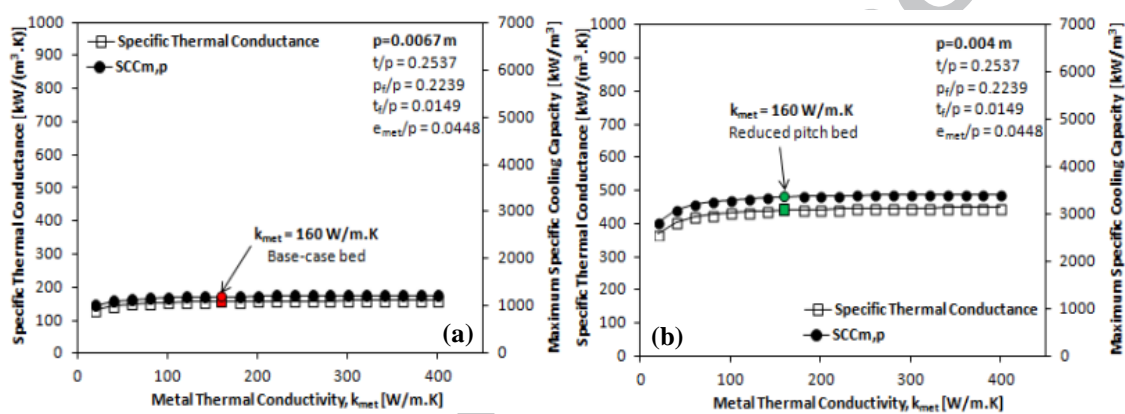 Specific Thermal Conductance [kW/(m³.K)]
1000
900
800
700
600
500
400
300
200
100
0
Specific Thermal Conductance
SCCm,p
p=0.0067 m
t/p = 0.2537
pf/p = 0.2239
tf/p = 0.0149
emet/p = 0.0448
kmet = 160 W/m.K
Base-case bed
(a)
0
100
200
300
400
Metal Thermal Conductivity, kmet [W/m.K]
7000
6000
5000
4000
3000
2000
1000
0
Maximum Specific Cooling Capacity [kW/m³]
Specific Thermal Conductance [kW/(m³.K)]
1000
900
800
700
600
500
400
300
200
100
0
p=0.004 m
t/p = 0.2537
pf/p = 0.2239
tf/p = 0.0149
emet/p = 0.0448
kmet = 160 W/m.K
Reduced pitch bed
Specific Thermal Conductance
SCCm,p
(b)
0
100
200
300
400
Metal Thermal Conductivity, kmet [W/m.K]
7000
6000
5000
4000
3000
2000
1000
0
Maximum Specific Cooling Capacity [kW/m³]